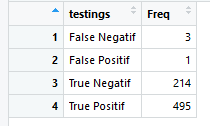 testings Freq
1 False Negatif 3
2 False Positif 1
3 True Negatif 214
4 True Positif 495